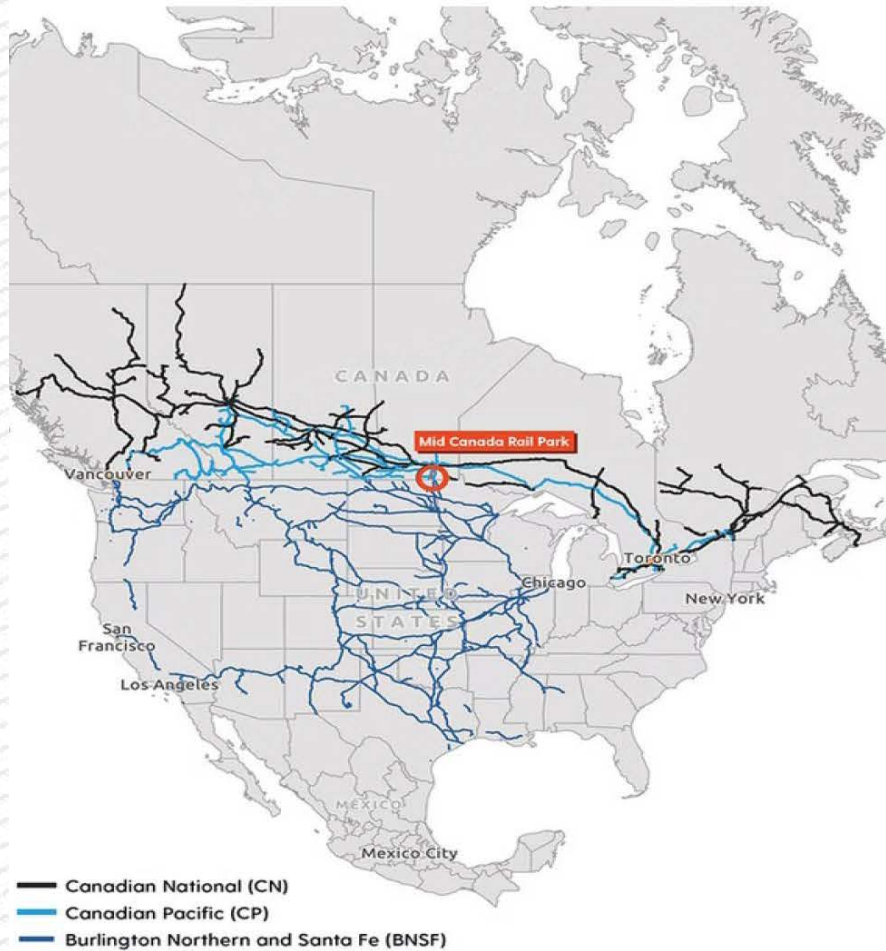 CANADA
Mid Canada Rail Park
Vancouver
Toronto
Chicago
UNITED
STATES
New York
San
Francisco
Los Angeles
MÉXICO
Mexico City
Canadian National (CN)
Canadian Pacific (CP)
Burlington Northern and Santa Fe (BNSF)